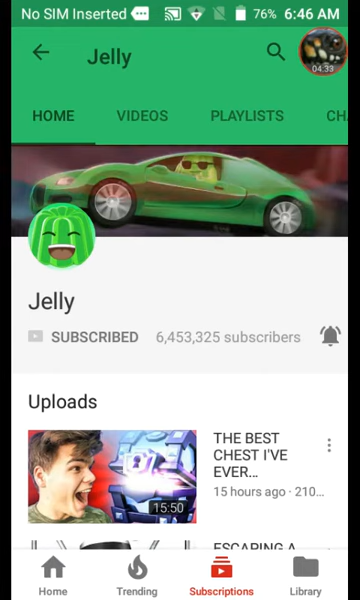 No SIM Inserted 76% 6:46 AM
Jelly
04:33
HOME VIDEOS PLAYLISTS CH
Jelly
SUBSCRIBED 6,453,325 subscribers
Uploads
THE BEST
CHEST I'VE
EVER...
15 hours ago · 210...
15:50
ESCAPING A
Home Trending Subscriptions Library